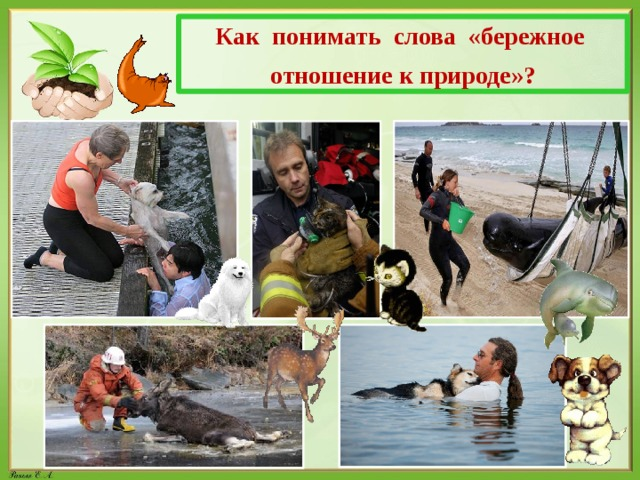 Как понимать слова «бережное
отношение к природе»?